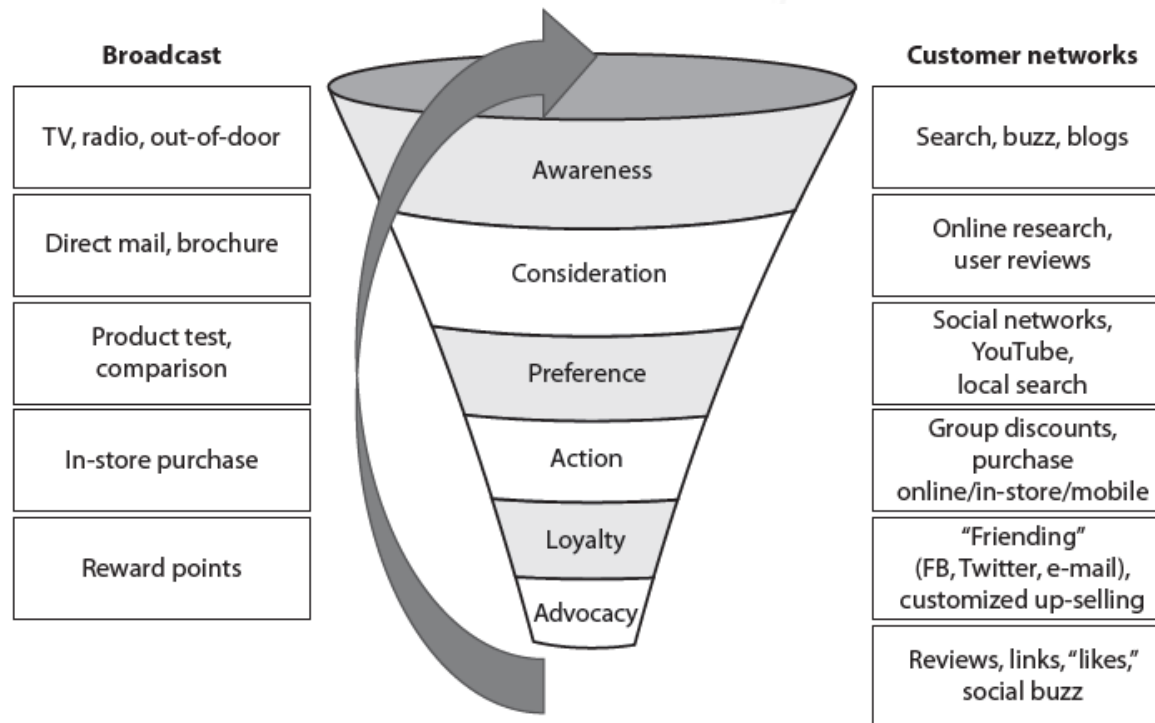 Broadcast
TV, radio, out-of-door
Direct mail, brochure
Product test,
comparison
In-store purchase
Reward points
Awareness
Consideration
Preference
Action
Loyalty
Advocacy
Customer networks
Search, buzz, blogs
Online research,
user reviews
Social networks,
YouTube,
local search
Group discounts,
purchase
online/in-store/mobile
“Friending”
(FB, Twitter, e-mail),
customized up-selling
Reviews, links, “likes,”
social buzz